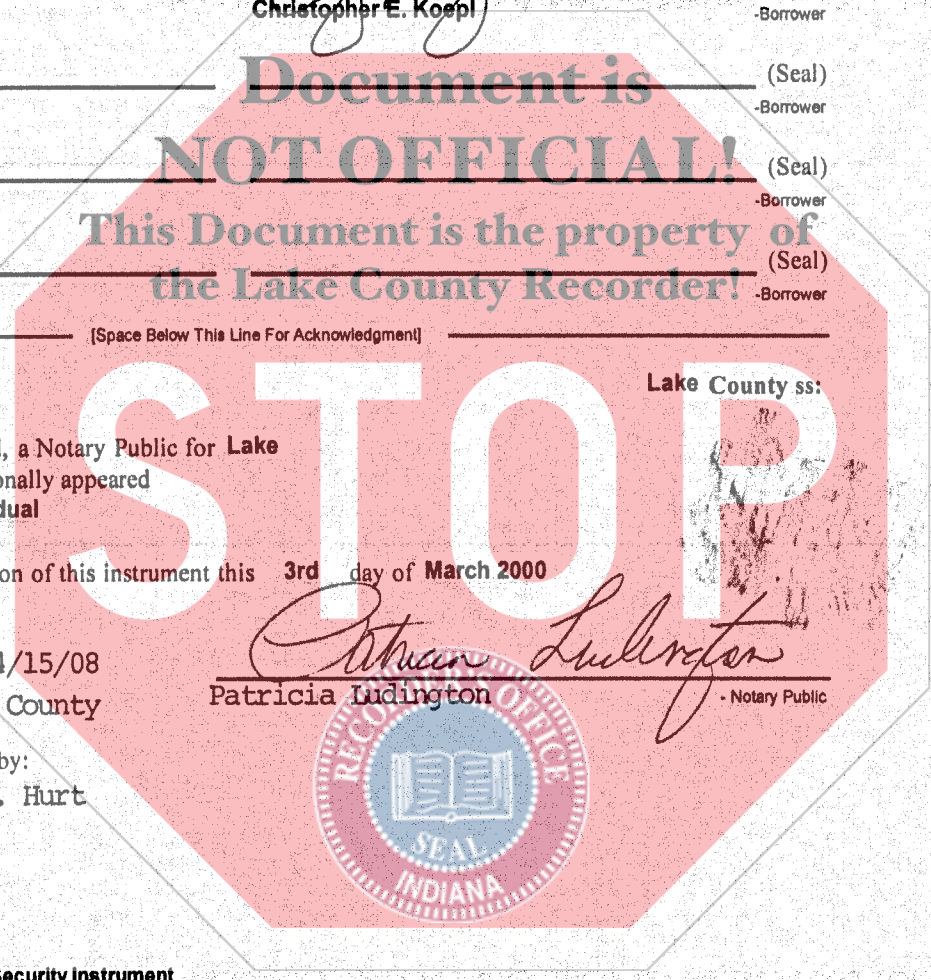 Christopher E. Koepl
-Borrower
Document is
(Seal)
-Borrower
NOT OFFICIAL!
(Seal)
-Borrower
This Document is the property of
(Seal)
the Lake County Recorder!
-Borrower
[Space Below This Line For Acknowledgment]
STOP
Lake County ss:
, a Notary Public for Lake
onally appeared
dual
on of this instrument this 3rd day of March 2000
Patricia Ludington
4/15/08
Patricia Ludington - Notary Public
County
by:
. Hurt
RECORDER'S OFFICE
SEAL
INDIANA
Security Instrument